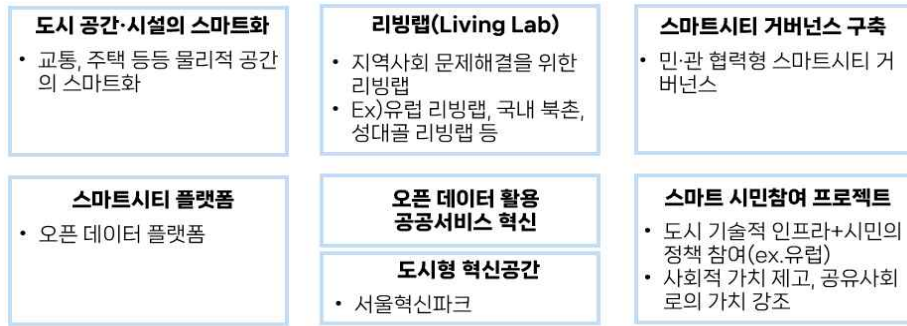 도시 공간·시설의 스마트화
• 교통, 주택 등등 물리적 공간
의 스마트화
리빙랩(Living Lab)
• 지역사회 문제해결을 위한
리빙랩
• Ex)유럽 리빙랩, 국내 북촌,
성대골 리빙랩 등
스마트시티 거버넌스 구축
• 민·관 협력형 스마트시티 거
버넌스
스마트시티 플랫폼
• 오픈 데이터 플랫폼
오픈 데이터 활용
공공서비스 혁신
도시형 혁신공간
• 서울혁신파크
스마트 시민참여 프로젝트
• 도시 기술적 인프라+시민의
정책 참여(ex.유럽)
• 사회적 가치 제고, 공유사회
로의 가치 강조